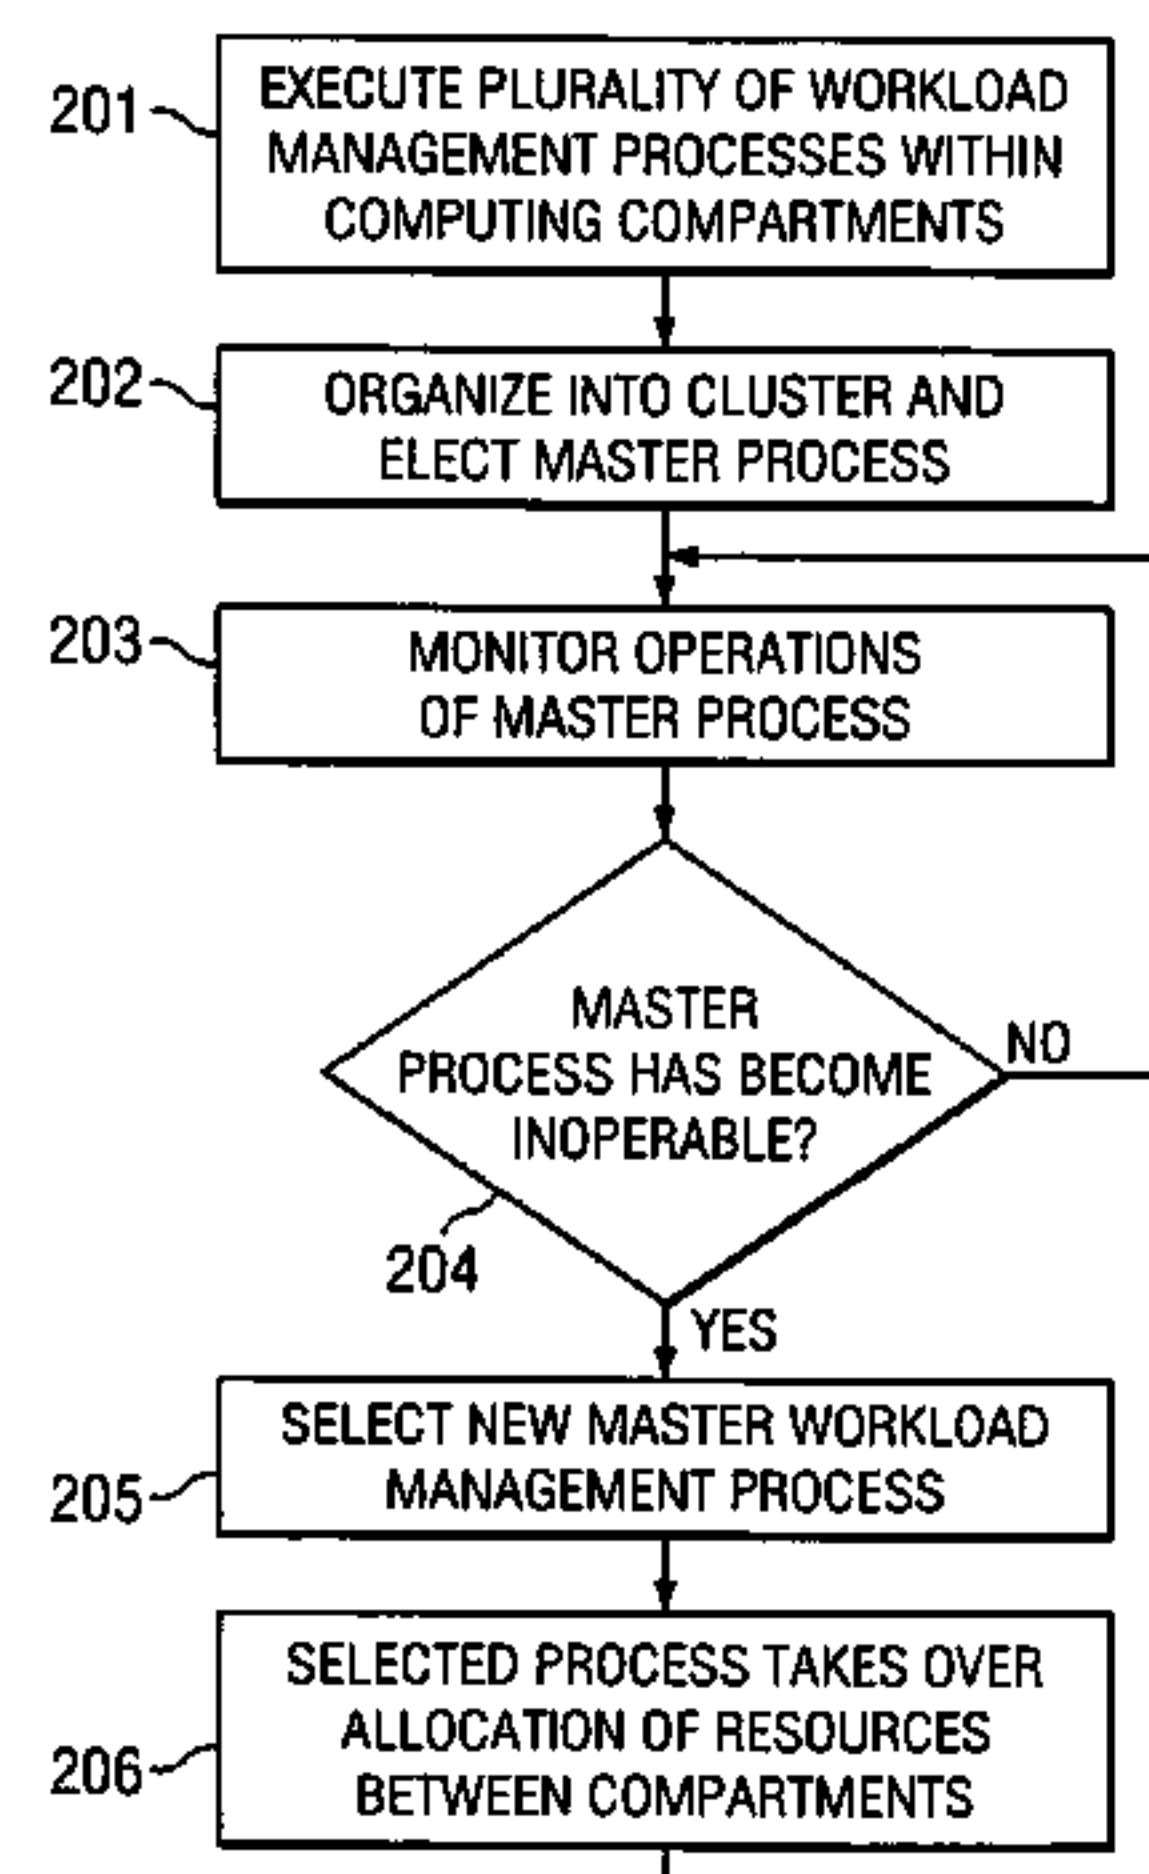 201
EXECUTE PLURALITY OF WORKLOAD
MANAGEMENT PROCESSES WITHIN
COMPUTING COMPARTMENTS
202
ORGANIZE INTO CLUSTER AND
ELECT MASTER PROCESS
203
MONITOR OPERATIONS
OF MASTER PROCESS
MASTER
PROCESS HAS BECOME
INOPERABLE?
NO
204
YES
SELECT NEW MASTER WORKLOAD
MANAGEMENT PROCESS
205
SELECTED PROCESS TAKES OVER
ALLOCATION OF RESOURCES
BETWEEN COMPARTMENTS
206